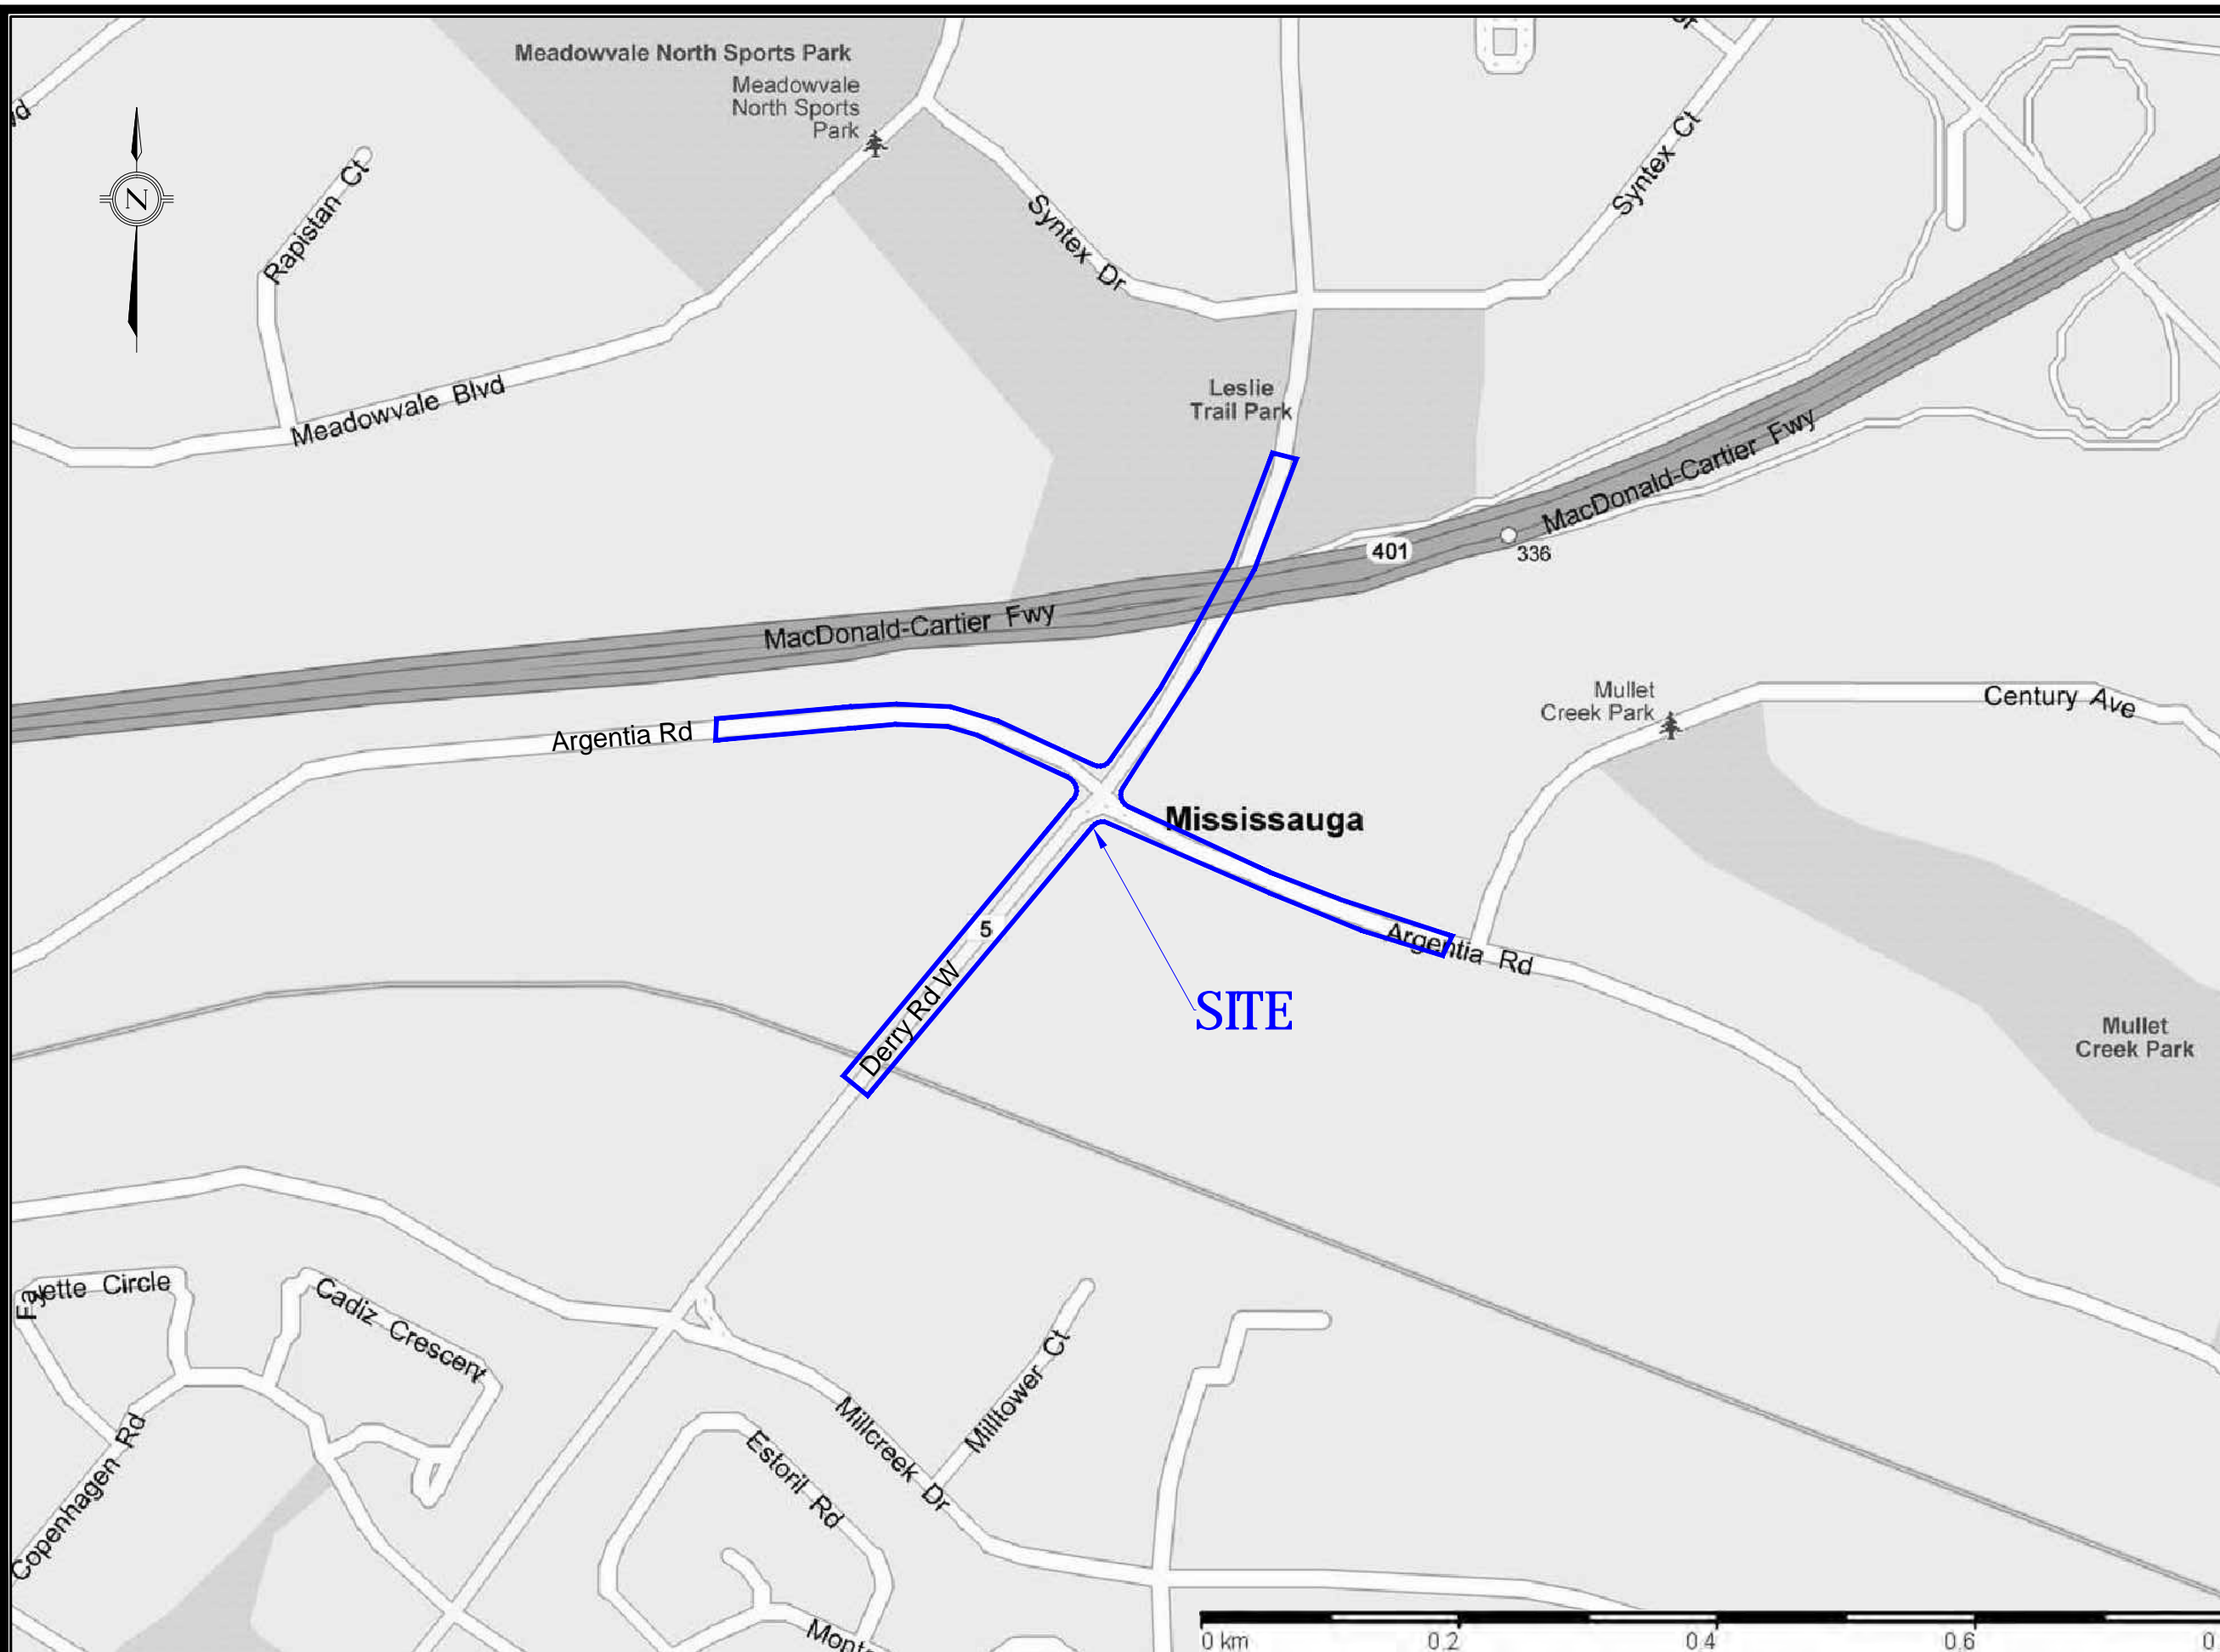 Meadowvale North Sports Park
Meadowvale
North Sports
Park
N
Rapistan Ct
Syntex Dr
Syntex Ct
Meadowvale Blvd
Leslie
Trail Park
MacDonald-Cartier Fwy
401
336
MacDonald-Cartier Fwy
Argentia Rd
Mullet
Creek Park
Century Ave
Mississauga
5
Argentia Rd
Derry Rd W
SITE
Mullet
Creek Park
Fayette Circle
Cadiz Crescent
Copenhagen Rd
Milltower Ct
Millcreek Dr
Estoril Rd
0 km 0.2 0.4 0.6